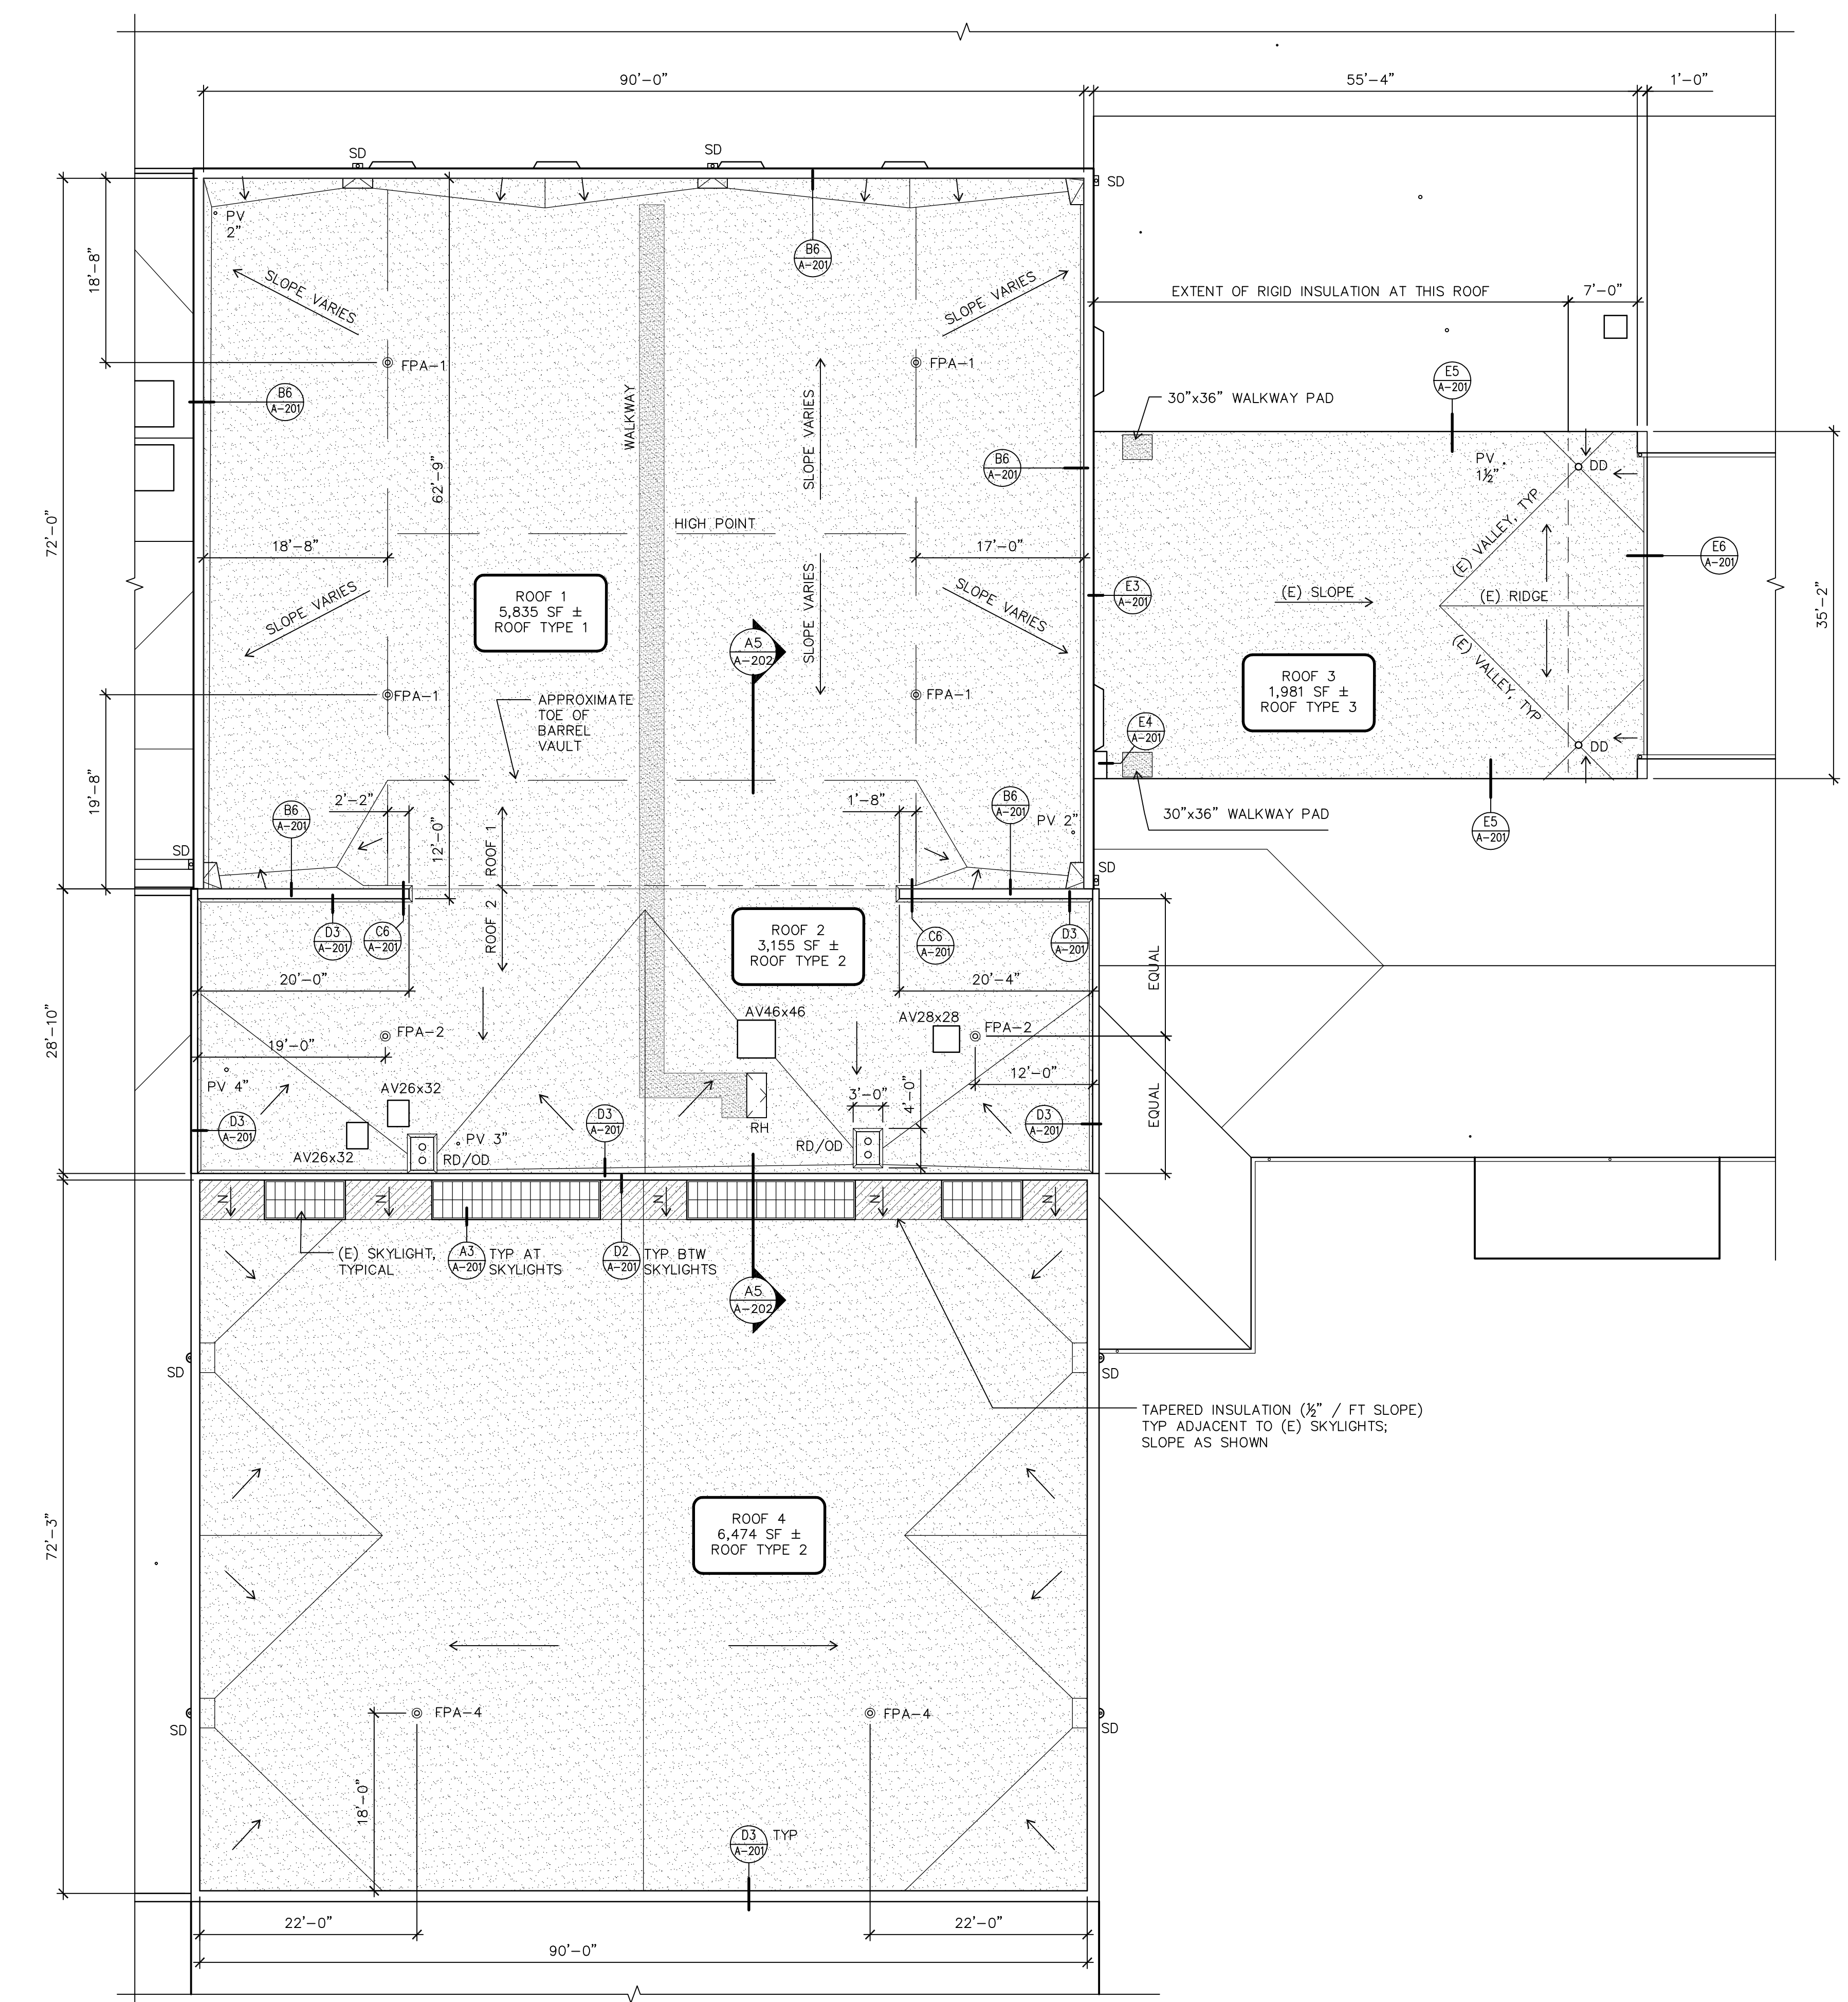 90'-0"
55'-4"
1'-0"
SD
SD
SD
PV
2"
B6
A-201
18'-8"
SLOPE VARIES
SLOPE VARIES
EXTENT OF RIGID INSULATION AT THIS ROOF
7'-0"
FPA-1
FPA-1
B6
A-201
WALKWAY
SLOPE VARIES
E5
A-201
30"x36" WALKWAY PAD
62'-9"
B6
A-201
PV
1½"
DD
72'-0"
HIGH POINT
18'-8"
17'-0"
(E) VALLEY, TYP
E6
A-201
SLOPE VARIES
ROOF 1
5,835 SF ±
ROOF TYPE 1
SLOPE VARIES
SLOPE VARIES
E3
A-201
(E) SLOPE
(E) RIDGE
35'-2"
A5
A-202
(E) VALLEY, TYP
ROOF 3
1,981 SF ±
ROOF TYPE 3
FPA-1
APPROXIMATE
TOE OF
BARREL
VAULT
FPA-1
E4
A-201
DD
19'-8"
B6
A-201
2'-2"
12'-0"
ROOF 1
1'-8"
B6
A-201
PV 2"
30"x36" WALKWAY PAD
E5
A-201
SD
SD
D3
A-201
C6
A-201
ROOF 2
ROOF 2
3,155 SF ±
ROOF TYPE 2
C6
A-201
D3
A-201
EQUAL
20'-0"
20'-4"
28'-10"
FPA-2
AV46x46
AV28x28
FPA-2
19'-0"
12'-0"
PV 4"
AV26x32
3'-0"
4'-0"
EQUAL
D3
A-201
D3
A-201
D3
A-201
RH
AV26x32
PV 3"
RD/OD
RD/OD
N
N
N
N
N
(E) SKYLIGHT,
TYPICAL
A3
A-201
TYP AT
SKYLIGHTS
D2
A-201
TYP BTW
SKYLIGHTS
A5
A-202
SD
SD
TAPERED INSULATION (½" / FT SLOPE)
TYP ADJACENT TO (E) SKYLIGHTS;
SLOPE AS SHOWN
72'-3"
ROOF 4
6,474 SF ±
ROOF TYPE 2
FPA-4
FPA-4
SD
SD
18'-0"
D3
A-201
TYP
22'-0"
22'-0"
90'-0"